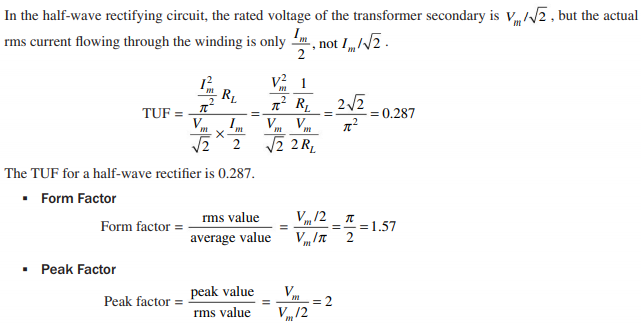 In the half-wave rectifying circuit, the rated voltage of the transformer secondary is V_m/√2 , but the actual
rms current flowing through the winding is only I_m/2 , not I_m/√2 .
TUF = (I_m²/π² R_L)/(V_m/√2 × I_m/2) = (V_m²/π² 1/R_L)/(V_m/√2 V_m/2R_L) = 2√2/π² = 0.287
The TUF for a half-wave rectifier is 0.287.
▪ Form Factor
Form factor = rms value/average value = (V_m/2)/(V_m/π) = π/2 = 1.57
▪ Peak Factor
Peak factor = peak value/rms value = V_m/(V_m/2) = 2